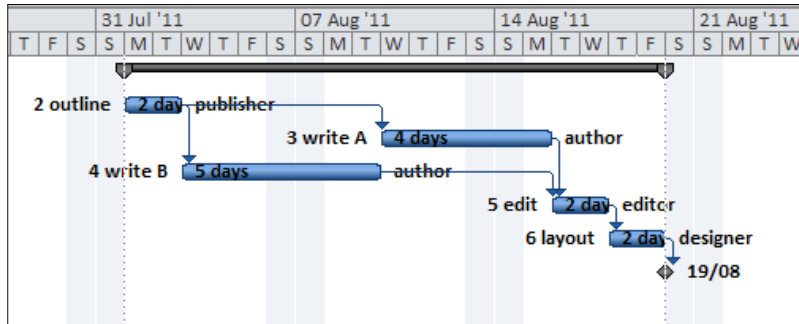 31 Jul '11 07 Aug '11 14 Aug '11 21 Aug '11
T F S S M T W T F S S M T W T F S S M T W T F S S M T W
2 outline 2 day publisher
3 write A 4 days author
4 write B 5 days author
5 edit 2 day editor
6 layout 2 day designer
19/08